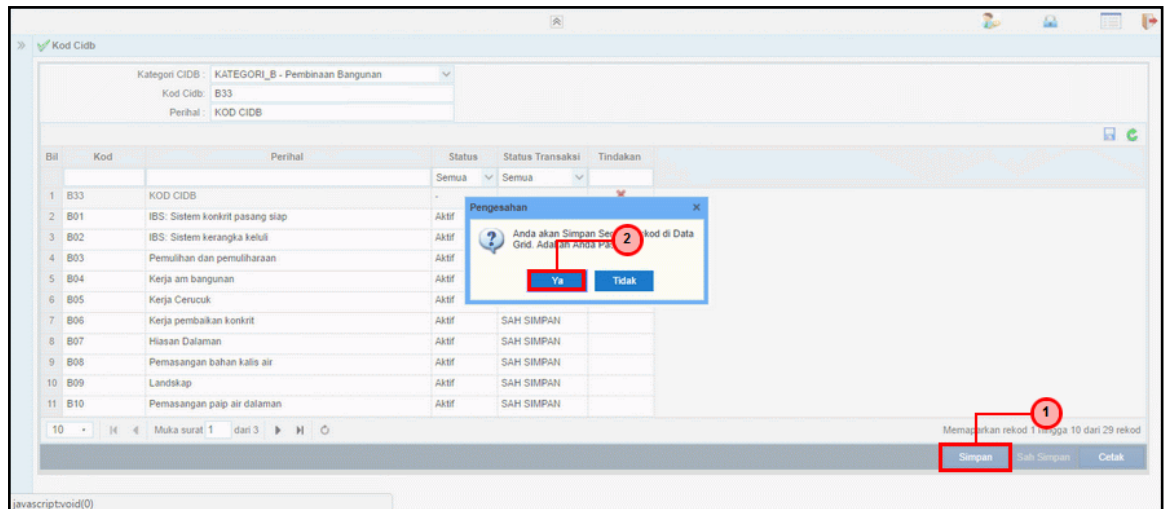 Kod Cidb
Kategori CIDB : KATEGORI_B - Pembinaan Bangunan
Kod Cidb: B33
Perihal : KOD CIDB
Bil Kod Perihal Status Status Transaksi Tindakan
Semua Semua
1 B33 KOD CIDB -
2 B01 IBS: Sistem konkrit pasang siap Aktif
3 B02 IBS: Sistem kerangka keluli Aktif
4 B03 Pemulihan dan pemuliharaan Aktif
5 B04 Kerja am bangunan Aktif
6 B05 Kerja Cerucuk Aktif
7 B06 Kerja pembaikan konkrit Aktif SAH SIMPAN
8 B07 Hiasan Dalaman Aktif SAH SIMPAN
9 B08 Pemasangan bahan kalis air Aktif SAH SIMPAN
10 B09 Landskap Aktif SAH SIMPAN
11 B10 Pemasangan paip air dalaman Aktif SAH SIMPAN
Pengesahan
Anda akan Simpan di Data
Grid. Anda
2
Ya Tidak
10 Muka surat 1 dari 3
1
Memaparkan rekod 1 hingga 10 dari 29 rekod
Simpan Sah Simpan Cetak
javascript:void(0)